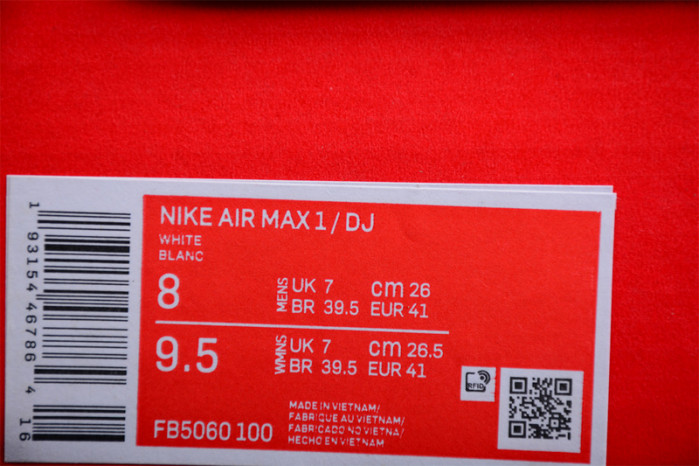 NIKE AIR MAX 1 / DJ
WHITE
BLANC
8 MENS UK 7 cm 26
BR 39.5 EUR 41
9.5 WMNS UK 7 cm 26.5
BR 39.5 EUR 41
RFID
FB5060 100
MADE IN VIETNAM/
FABRIQUE AU VIETNAM/
FABRICADO NO VIETNA/
HECHO EN VIETNAM
1 93154 46786 4
16